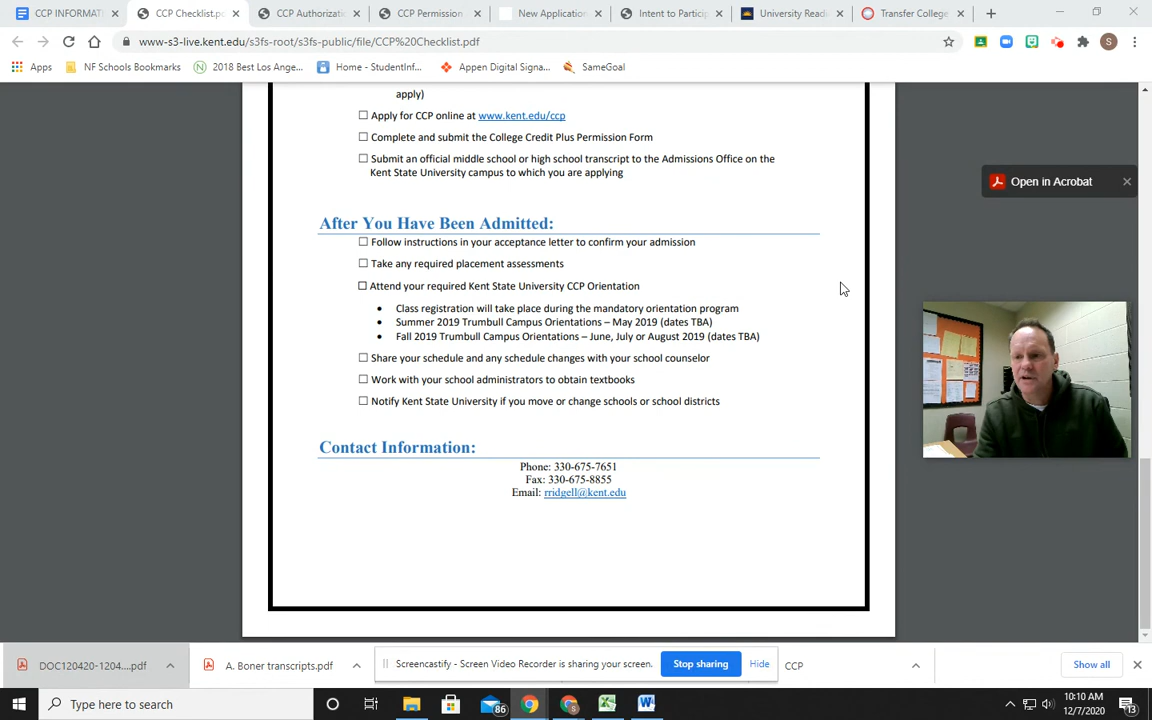 CCP INFORMAT
CCP Checklist.pd
CCP Authorizatio
CCP Permission
New Application
Intent to Particip
University Readi
Transfer College
www-s3-live.kent.edu/s3fs-root/s3fs-public/file/CCP%20Checklist.pdf
S
Apps
NF Schools Bookmarks
2018 Best Los Ange...
Home - StudentInf...
Appen Digital Signa...
SameGoal
apply)
Apply for CCP online at www.kent.edu/ccp
Complete and submit the College Credit Plus Permission Form
Submit an official middle school or high school transcript to the Admissions Office on the
Kent State University campus to which you are applying
Open in Acrobat
After You Have Been Admitted:
Follow instructions in your acceptance letter to confirm your admission
Take any required placement assessments
Attend your required Kent State University CCP Orientation
• Class registration will take place during the mandatory orientation program
• Summer 2019 Trumbull Campus Orientations – May 2019 (dates TBA)
• Fall 2019 Trumbull Campus Orientations – June, July or August 2019 (dates TBA)
Share your schedule and any schedule changes with your school counselor
Work with your school administrators to obtain textbooks
Notify Kent State University if you move or change schools or school districts
Contact Information:
Phone: 330-675-7651
Fax: 330-675-8855
Email: rridgell@kent.edu
DOC120420-1204....pdf
A. Boner transcripts.pdf
Screencastify - Screen Video Recorder is sharing your screen.
Stop sharing
Hide
CCP
Show all
Type here to search
86
10:10 AM
12/7/2020
13